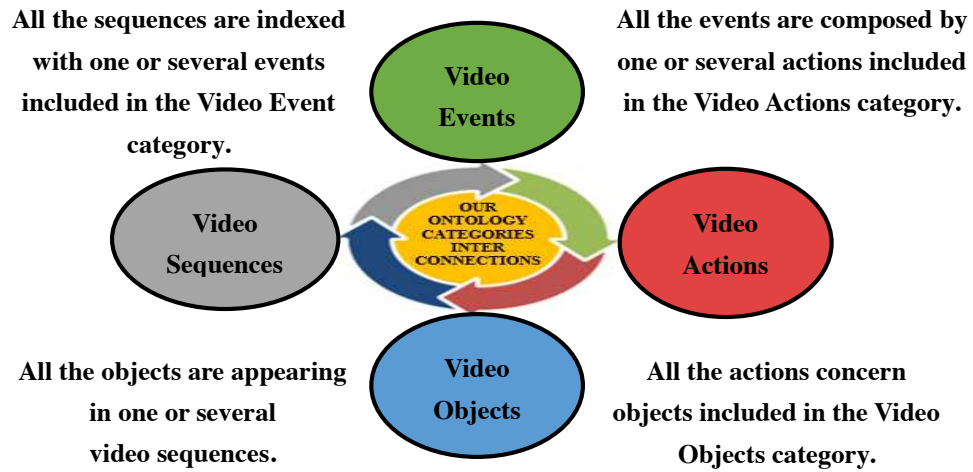 All the sequences are indexed
with one or several events
included in the Video Event
category.
Video
Events
All the events are composed by
one or several actions included
in the Video Actions category.
Video
Sequences
OUR
ONTOLOGY
CATEGORIES
INTER
CONNECTIONS
Video
Actions
All the objects are appearing
in one or several
video sequences.
Video
Objects
All the actions concern
objects included in the Video
Objects category.